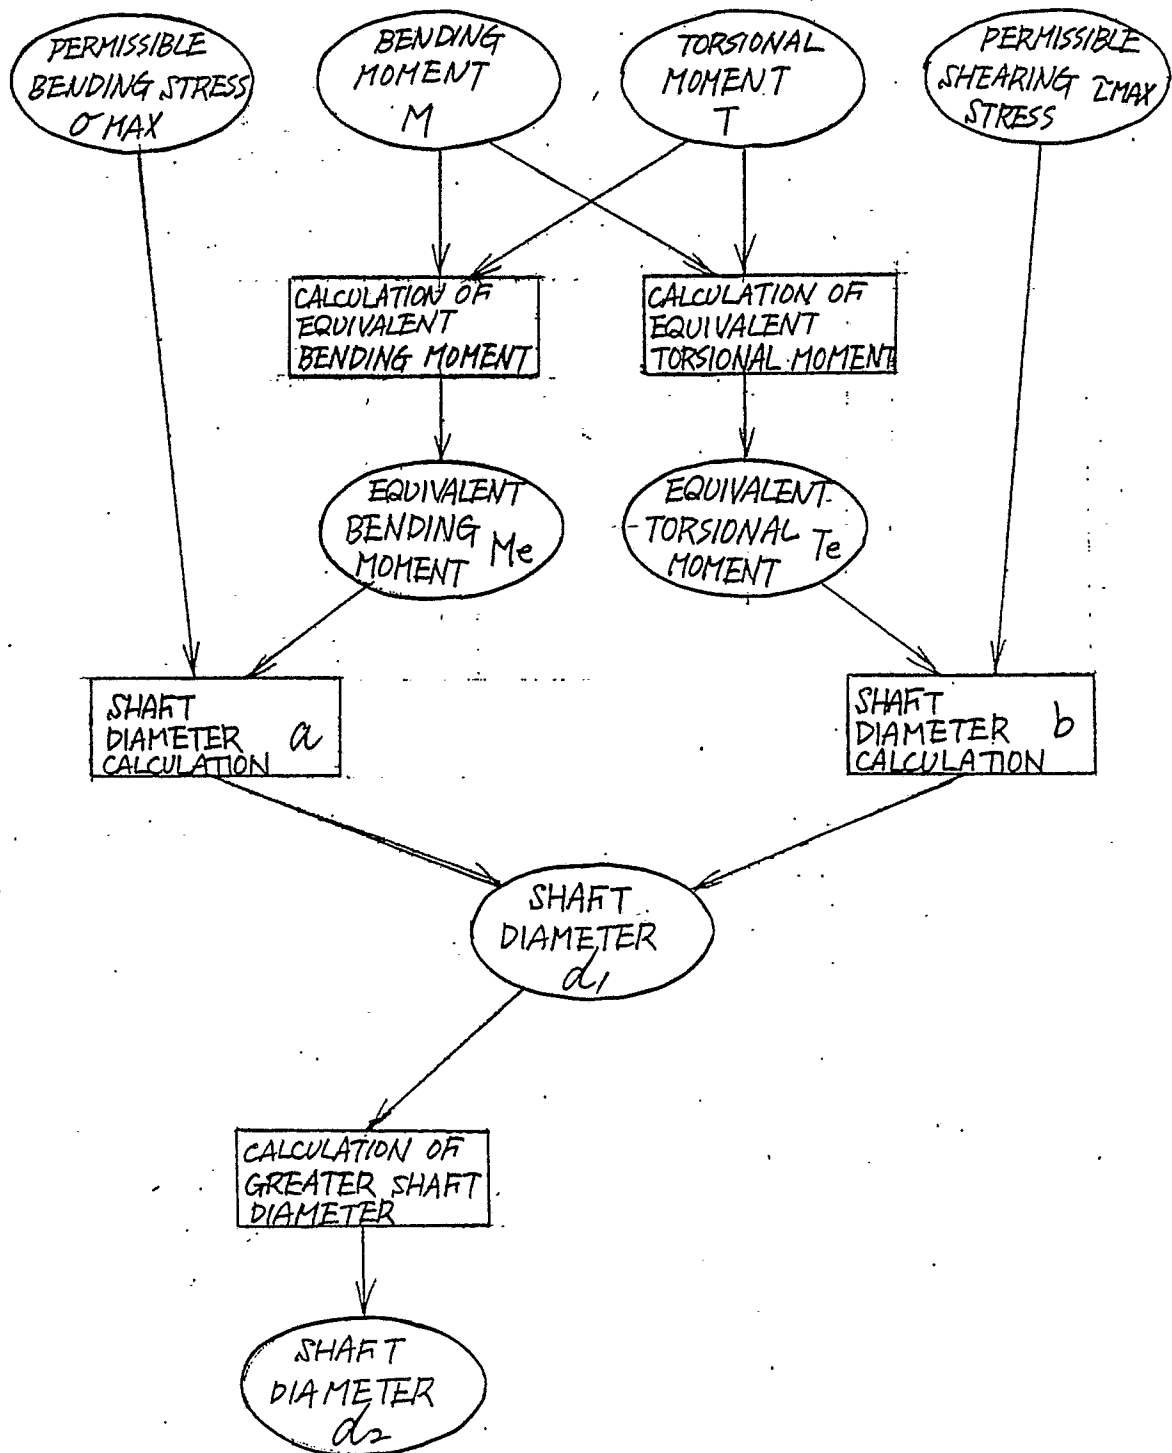 PERMISSIBLE
BENDING STRESS
σ MAX
BENDING
MOMENT
M
TORSIONAL
MOMENT
T
PERMISSIBLE
SHEARING τMAX
STRESS
CALCULATION OF
EQUIVALENT
BENDING MOMENT
CALCULATION OF
EQUIVALENT
TORSIONAL MOMENT
EQUIVALENT
BENDING Me
MOMENT
EQUIVALENT
TORSIONAL Te
MOMENT
SHAFT
DIAMETER a
CALCULATION
SHAFT
DIAMETER b
CALCULATION
SHAFT
DIAMETER
d1
CALCULATION OF
GREATER SHAFT
DIAMETER
SHAFT
DIAMETER
d2